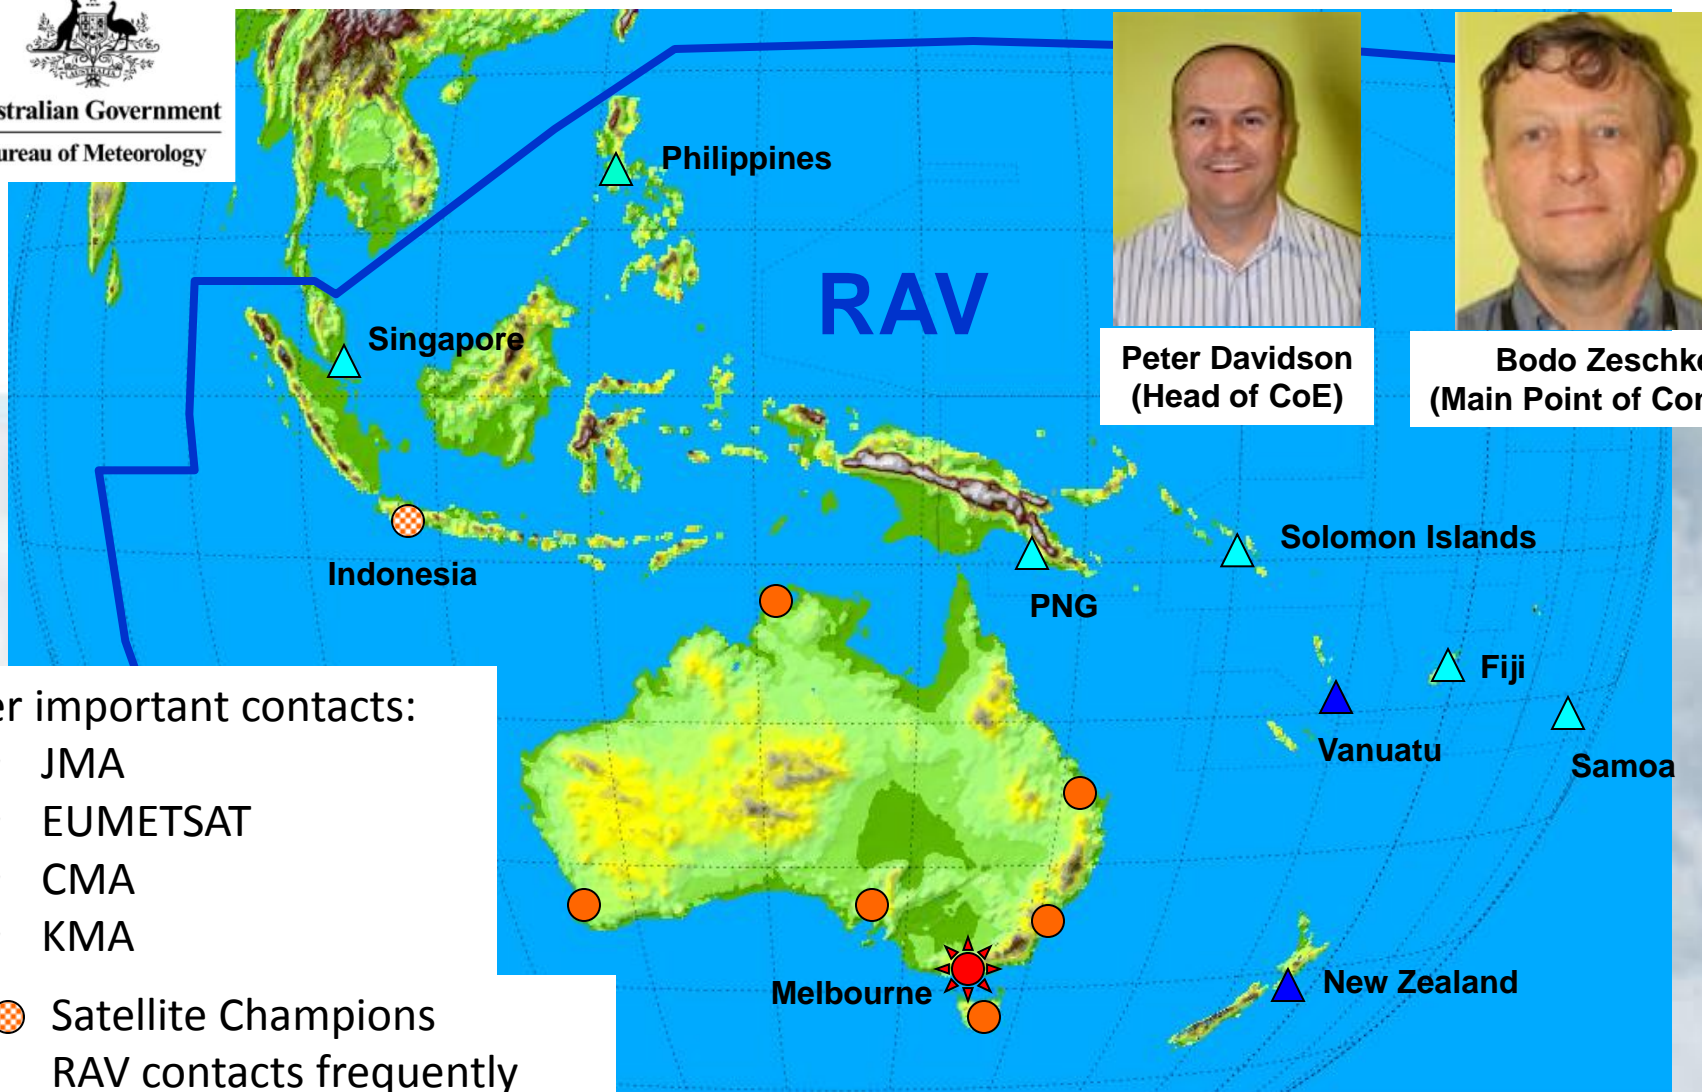 AUSTRALIA
stralian Government
ureau of Meteorology
Philippines
RAV
Singapore
Peter Davidson
(Head of CoE)
Bodo Zeschk
(Main Point of Con
Indonesia
Solomon Islands
PNG
Fiji
Vanuatu
Samoa
er important contacts:
JMA
EUMETSAT
CMA
KMA
Melbourne
New Zealand
Satellite Champions
RAV contacts frequently